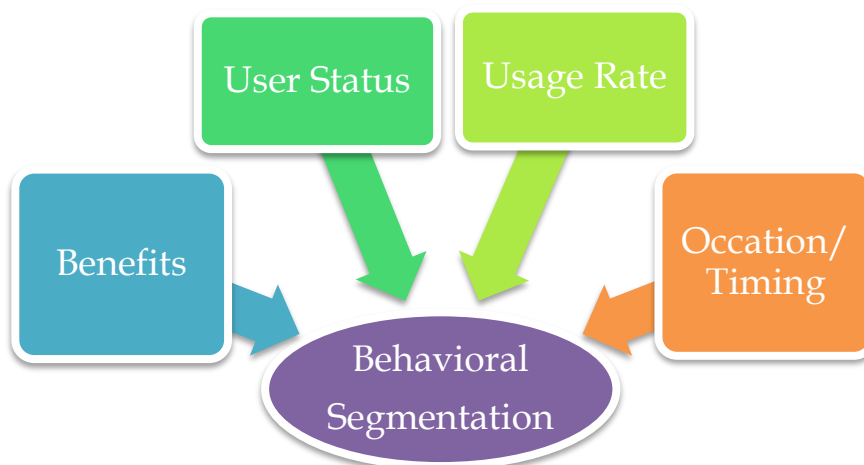 User Status
Usage Rate
Benefits
Occation/
Timing
Behavioral
Segmentation